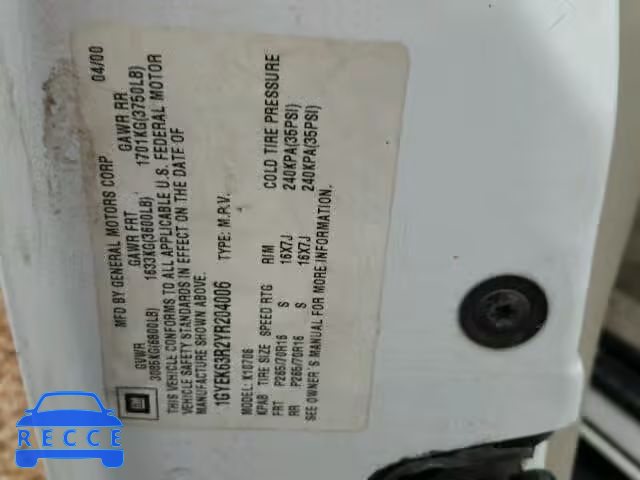 MFD BY GENERAL MOTORS CORP 04/00
GVWR GAWR FRT GAWR RR
3085KG(6800LB) 1633KG(3600LB) 1701KG(3750LB)
THIS VEHICLE CONFORMS TO ALL APPLICABLE U.S. FEDERAL MOTOR
VEHICLE SAFETY STANDARDS IN EFFECT ON THE DATE OF
MANUFACTURE SHOWN ABOVE.
1GYEK63R2YR204006 TYPE: M.P.V.
MODEL: K10706
KPAB TIRE SIZE SPEED RTG RIM COLD TIRE PRESSURE
FRT P265/70R16 S 16X7J 240KPA(35PSI)
RR P265/70R16 S 16X7J 240KPA(35PSI)
SEE OWNER'S MANUAL FOR MORE INFORMATION.
GM
RECCE